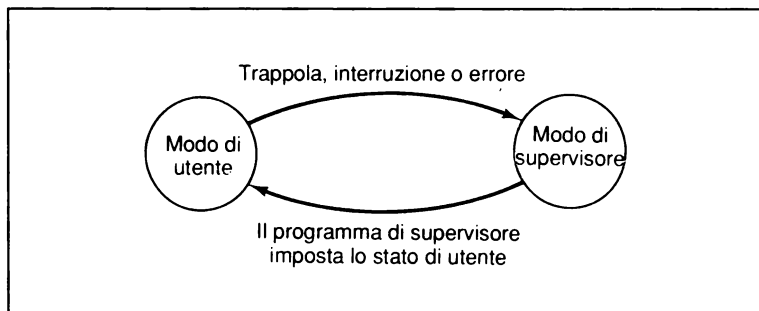 Trappola, interruzione o errore
Modo di
utente
Modo di
supervisore
Il programma di supervisore
imposta lo stato di utente